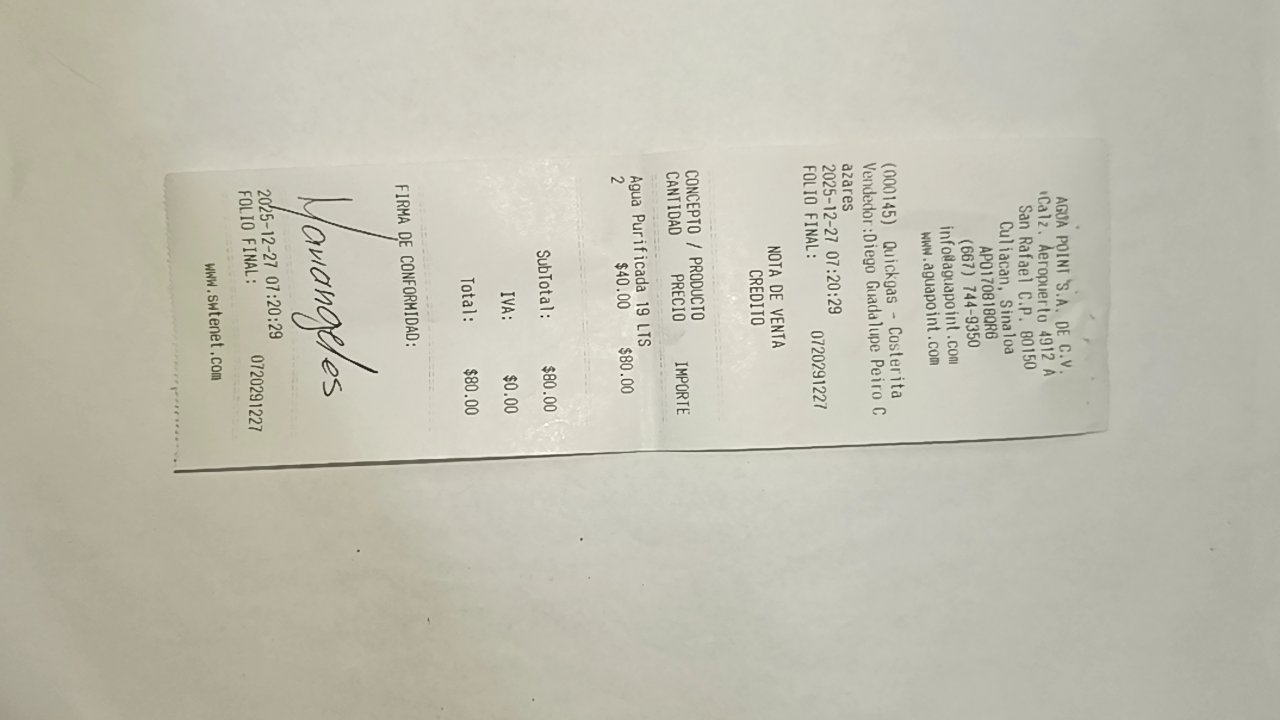 AGUA POINT S.A. DE C.V.
Calz. Aeropuerto 4912 A
San Rafael C.P. 80150
Culiacan, Sinaloa
APO170818QR6
(667) 744-9350
info@aguapoint.com
www.aguapoint.com
(000145) Quickgas - Costerita
Vendedor:Diego Guadalupe Peiro C
azares
2025-12-27 07:20:29
FOLIO FINAL: 0720291227
NOTA DE VENTA
CREDITO
CONCEPTO / PRODUCTO
CANTIDAD PRECIO IMPORTE
Agua Purificada 19 LTS
2 $40.00 $80.00
SubTotal: $80.00
IVA: $0.00
Total: $80.00
FIRMA DE CONFORMIDAD:
Mariangeles
2025-12-27 07:20:29
FOLIO FINAL: 0720291227
www.swtenet.com